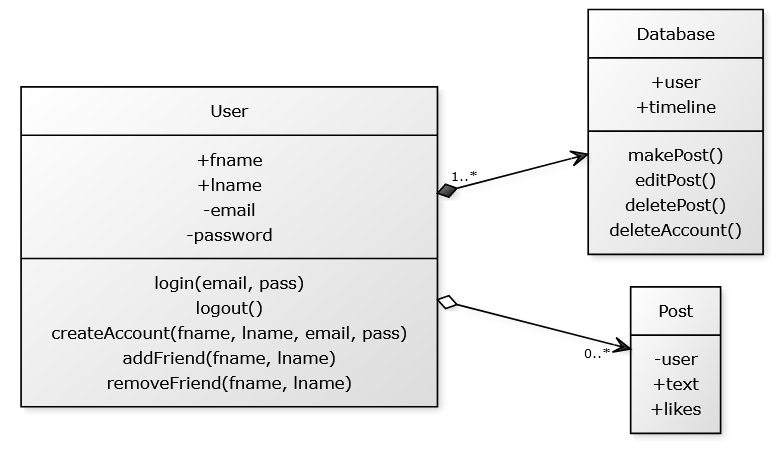 User
+fname
+lname
-email
-password
login(email, pass)
logout()
createAccount(fname, lname, email, pass)
addFriend(fname, lname)
removeFriend(fname, lname)
1..*
Database
+user
+timeline
makePost()
editPost()
deletePost()
deleteAccount()
0..*
Post
-user
+text
+likes